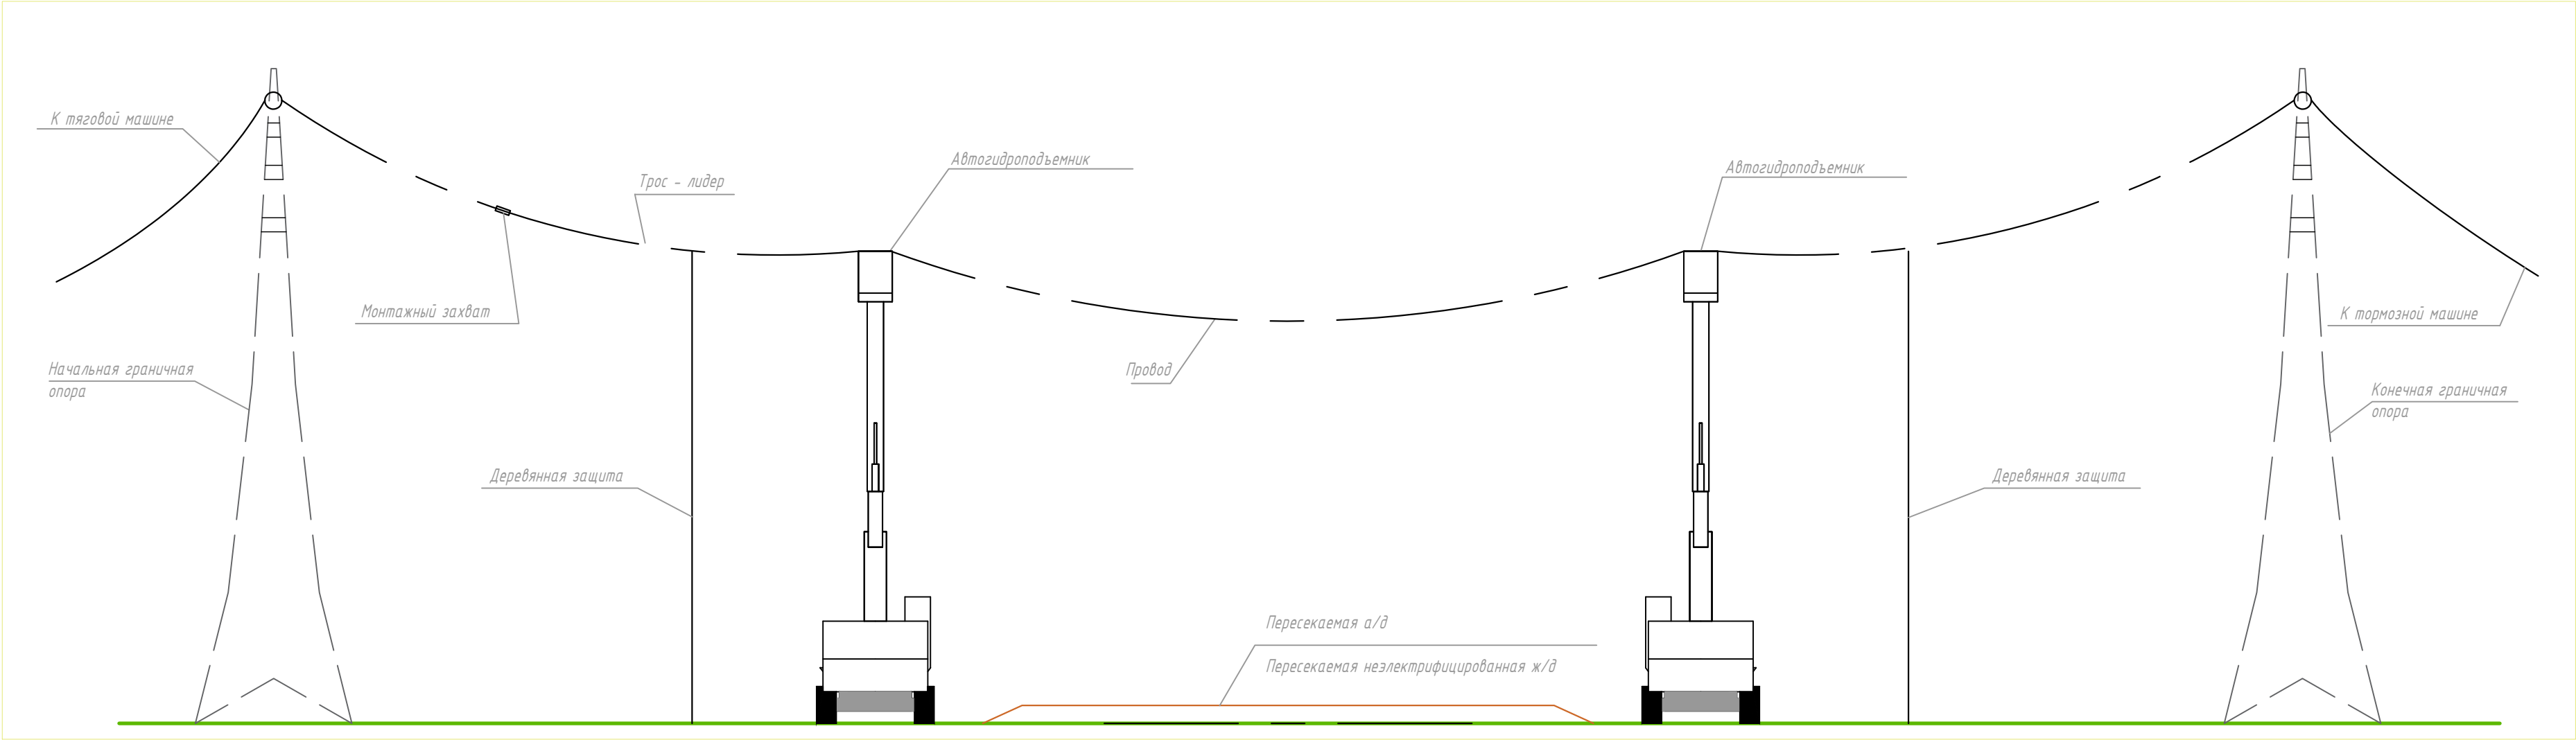 К тяговой машине
Автогидроподъемник
Автогидроподъемник
Трос - лидер
Монтажный захват
К тормозной машине
Начальная граничная
опора
Провод
Конечная граничная
опора
Деревянная защита
Деревянная защита
Пересекаемая а/д
Пересекаемая неэлектрифицированная ж/д